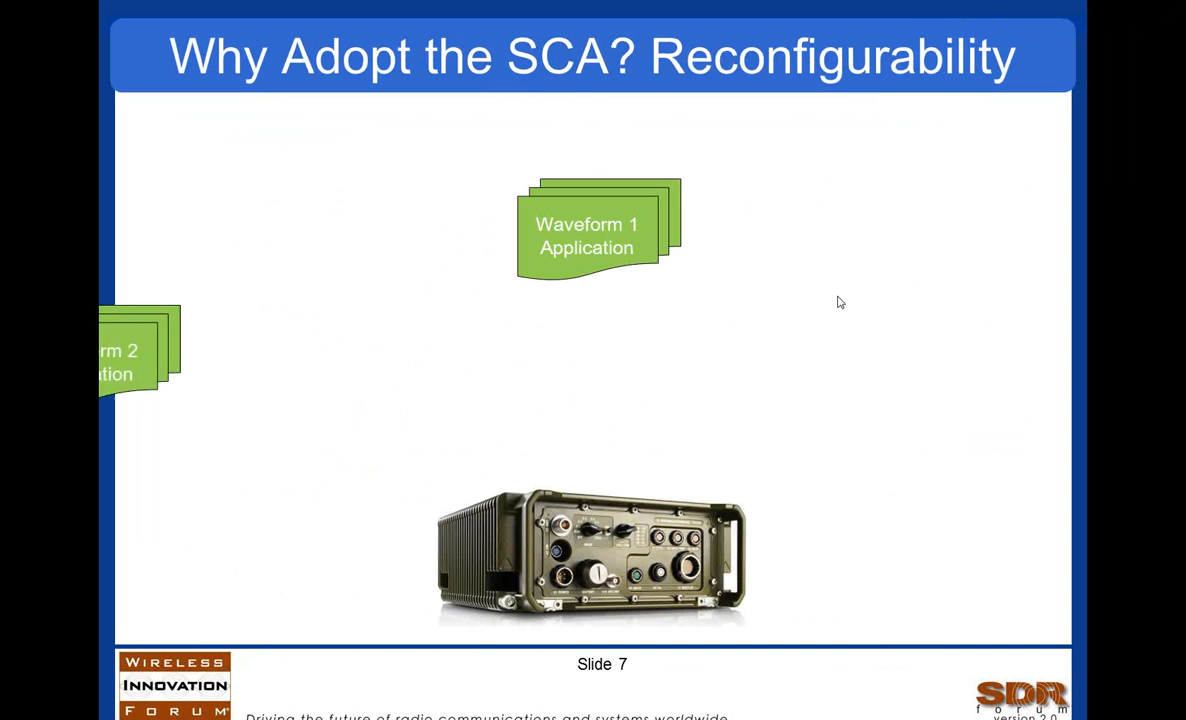 Why Adopt the SCA? Reconfigurability
Waveform 1
Application
rm 2
ation
Slide 7
WIRELESS
INNOVATION
FORUM
Driving the future of radio communications and systems worldwide
SDR
forum
version 2.0